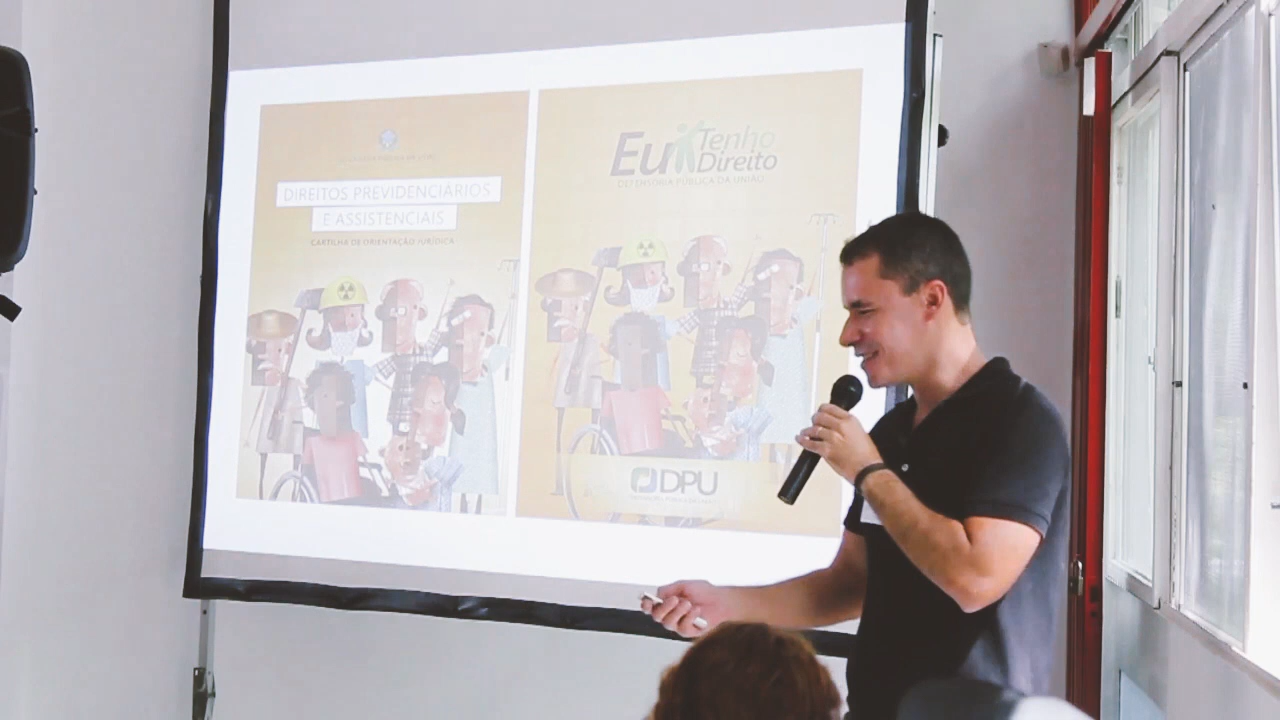 DIREITOS PREVIDENCIÁRIOS
E ASSISTENCIAIS
CARTILHA DE ORIENTAÇÃO JURÍDICA
Eu Tenho
Direito
DEFENSORIA PÚBLICA DA UNIÃO
DPU